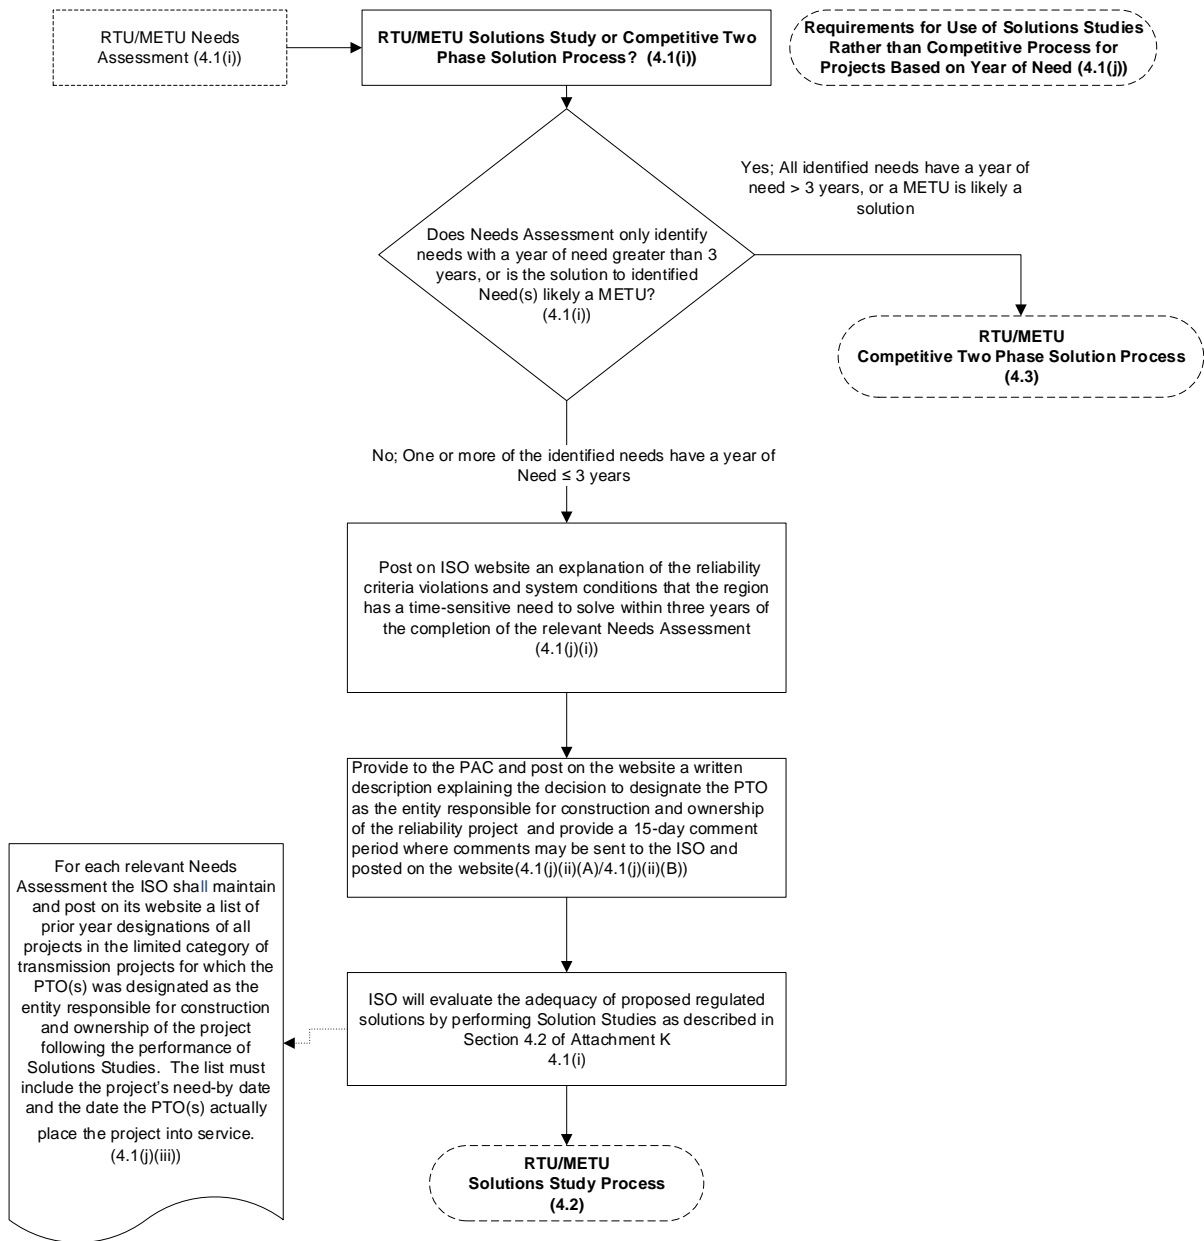 RTU/METU Needs
Assessment (4.1(i))
RTU/METU Solutions Study or Competitive Two
Phase Solution Process?  (4.1(i))
Requirements for Use of Solutions Studies
Rather than Competitive Process for
Projects Based on Year of Need (4.1(j))
Yes; All identified needs have a year of
need > 3 years, or a METU is likely a
solution
Does Needs Assessment only identify
needs with a year of need greater than 3
years, or is the solution to identified
Need(s) likely a METU?
(4.1(i))
RTU/METU
Competitive Two Phase Solution Process
(4.3)
No; One or more of the identified needs have a year of
Need ≤ 3 years
Post on ISO website an explanation of the reliability
criteria violations and system conditions that the region
has a time-sensitive need to solve within three years of
the completion of the relevant Needs Assessment
(4.1(j)(i))
Provide to the PAC and post on the website a written
description explaining the decision to designate the PTO
as the entity responsible for construction and ownership
of the reliability project  and provide a 15-day comment
period where comments may be sent to the ISO and
posted on the website(4.1(j)(ii)(A)/4.1(j)(ii)(B))
For each relevant Needs
Assessment the ISO shall maintain
and post on its website a list of
prior year designations of all
projects in the limited category of
transmission projects for which the
PTO(s) was designated as the
entity responsible for construction
and ownership of the project
following the performance of
Solutions Studies.  The list must
include the project's need-by date
and the date the PTO(s) actually
place the project into service.
(4.1(j)(iii))
ISO will evaluate the adequacy of proposed regulated
solutions by performing Solution Studies as described in
Section 4.2 of Attachment K
4.1(i)
RTU/METU
Solutions Study Process
(4.2)